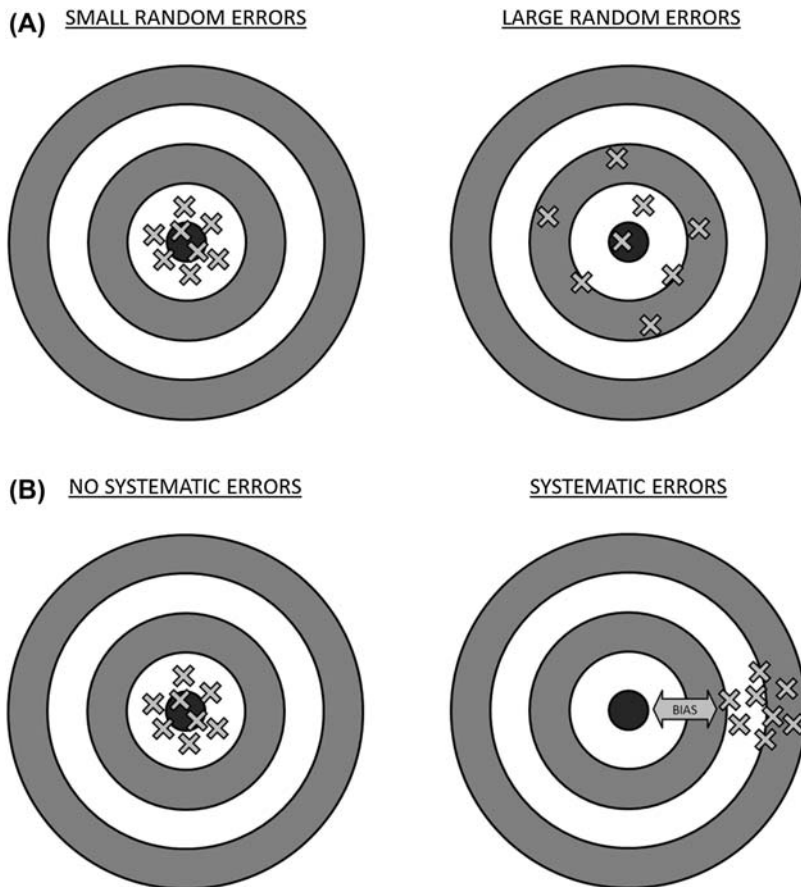 (A) SMALL RANDOM ERRORS
LARGE RANDOM ERRORS
(B) NO SYSTEMATIC ERRORS
SYSTEMATIC ERRORS
BIAS